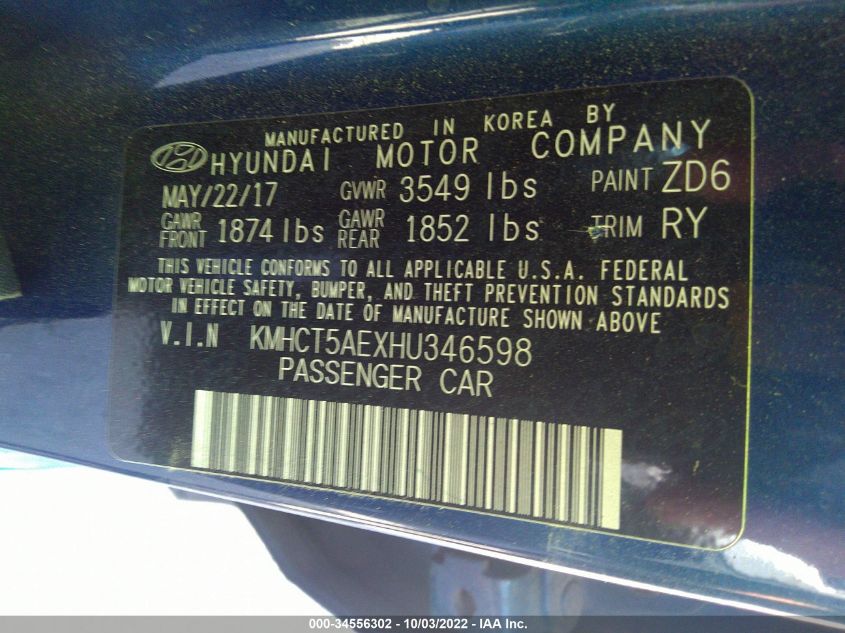 MANUFACTURED IN KOREA BY
HYUNDAI MOTOR COMPANY
MAY/22/17 GVWR 3549 lbs PAINT ZD6
GAWR FRONT 1874 lbs GAWR REAR 1852 lbs TRIM RY
THIS VEHICLE CONFORMS TO ALL APPLICABLE U.S.A. FEDERAL
MOTOR VEHICLE SAFETY, BUMPER, AND THEFT PREVENTION STANDARDS
IN EFFECT ON THE DATE OF MANUFACTURE SHOWN ABOVE
V.I.N KMHCT5AEXHU346598
PASSENGER CAR
000-34556302 - 10/03/2022 - IAA Inc.